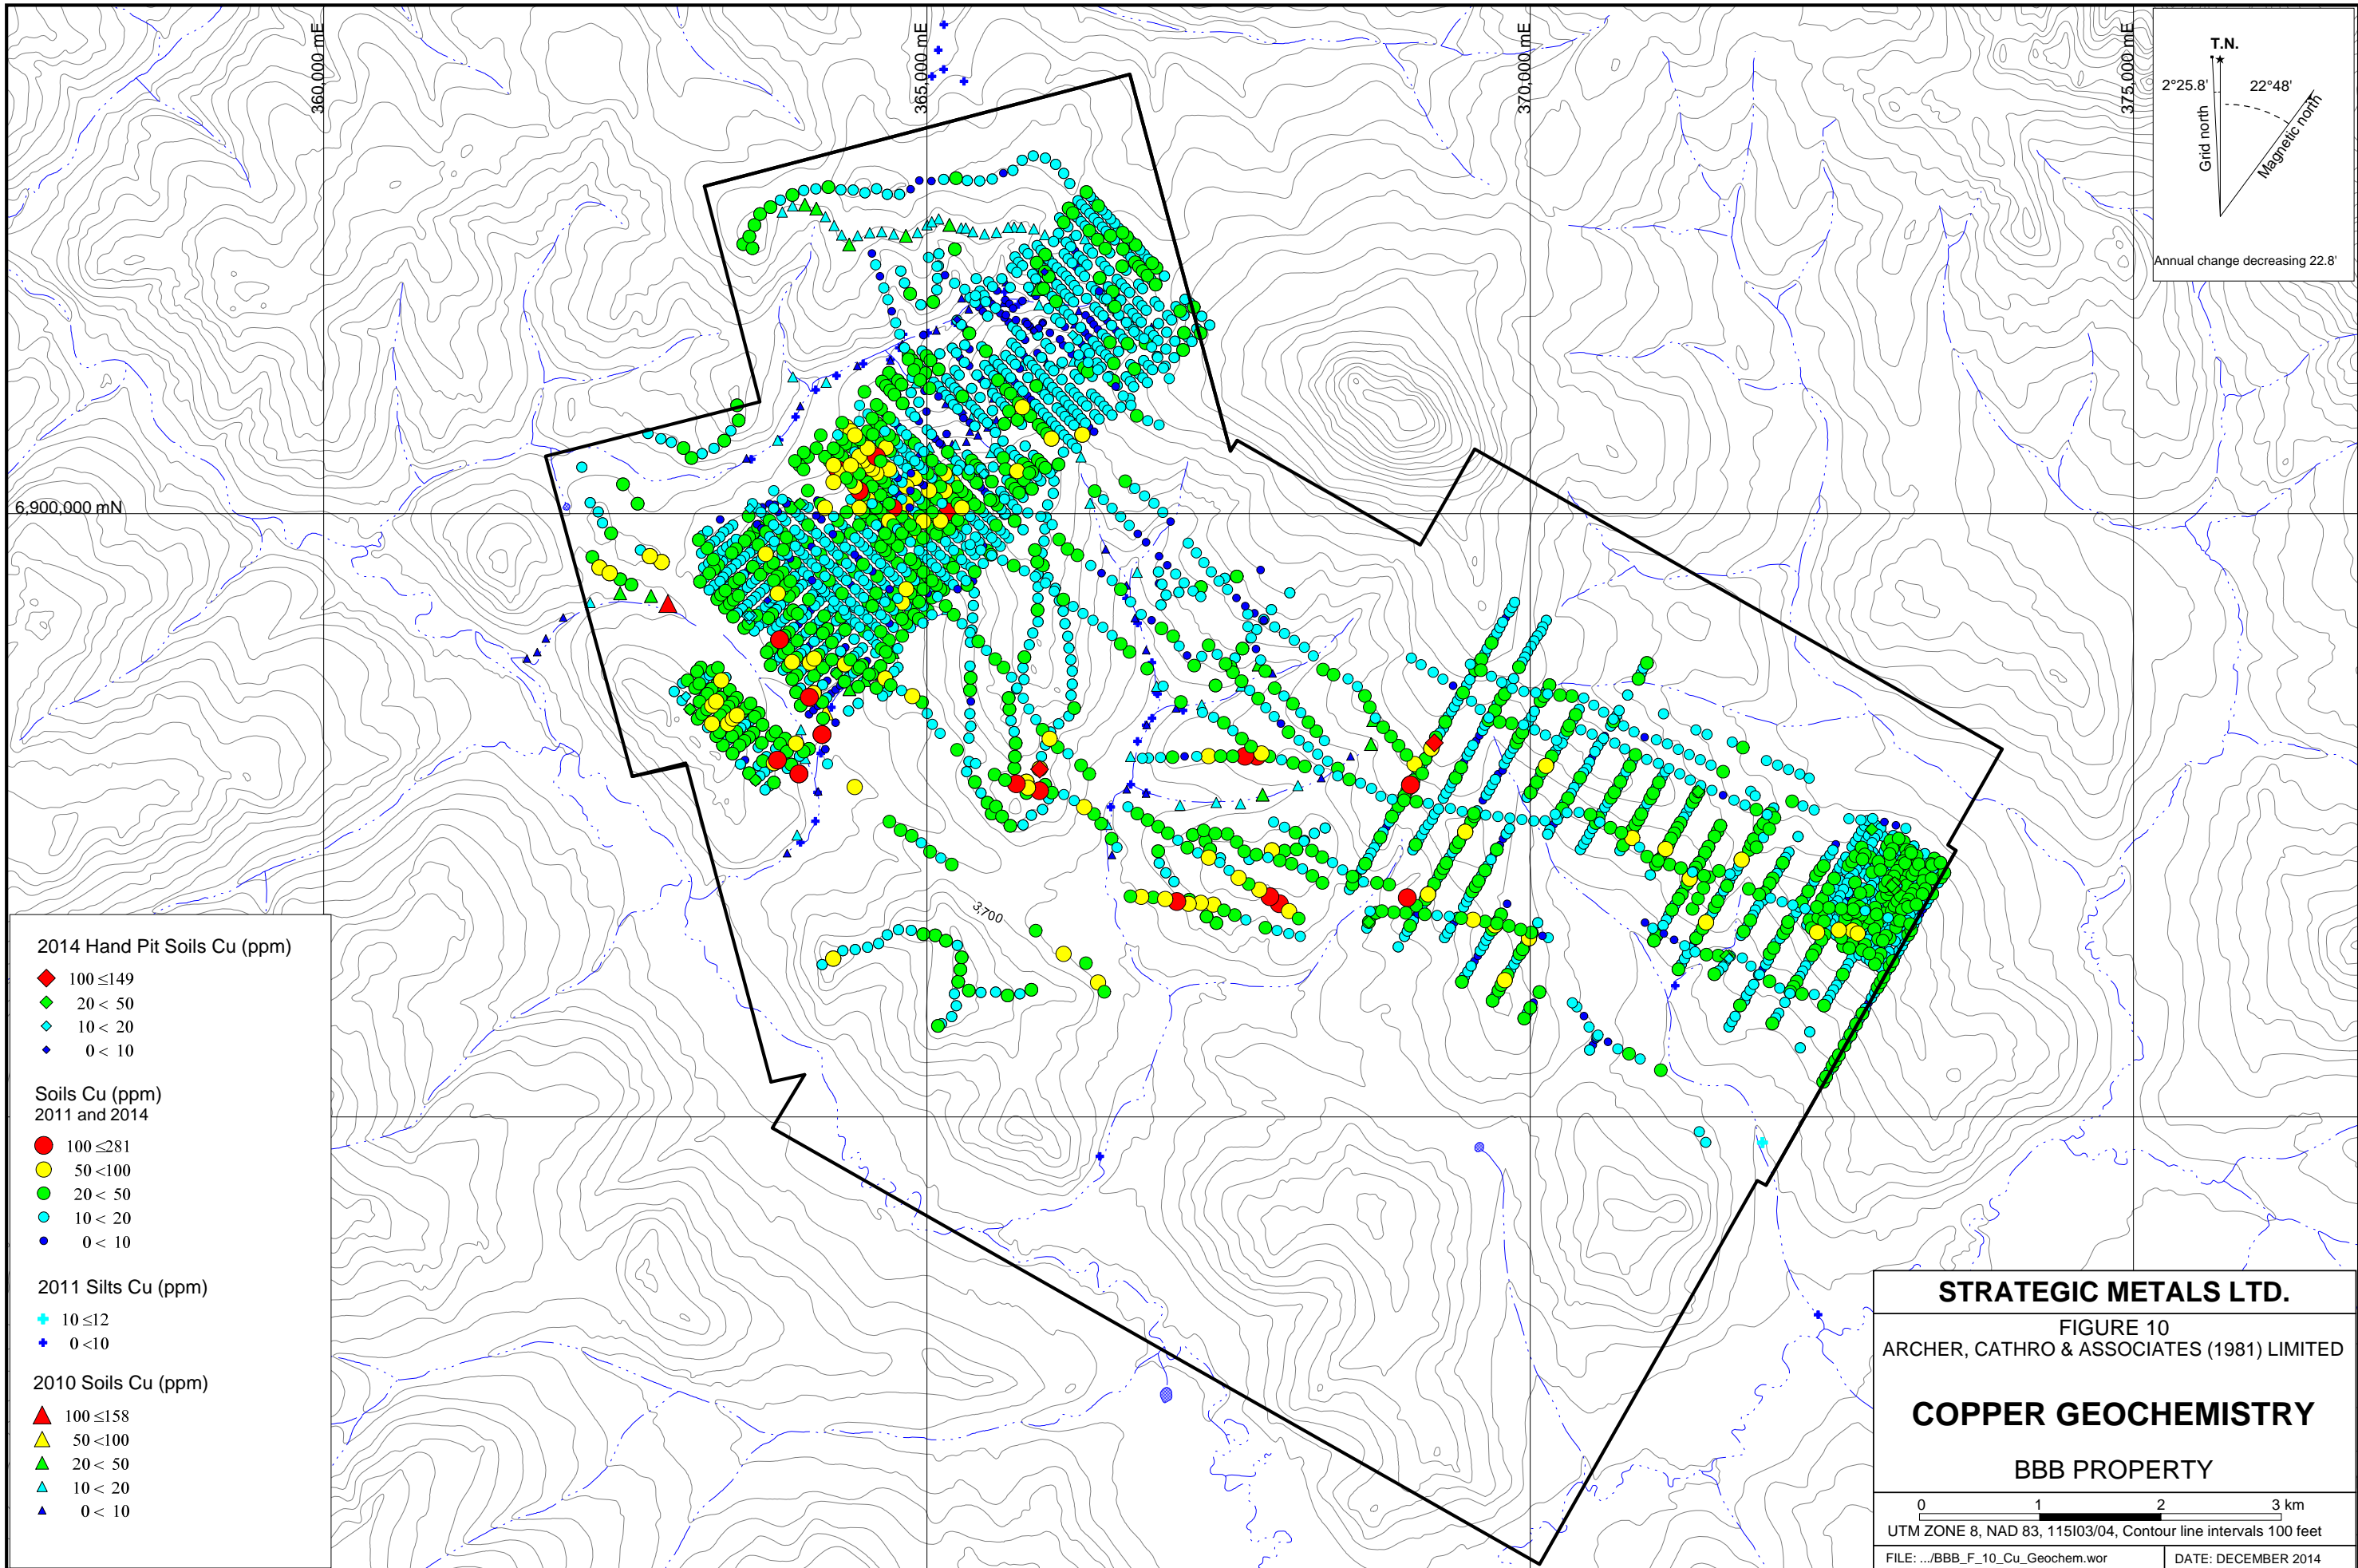 360,000 mE
365,000 mE
370,000 mE
375,000 mE
T.N.
2°25.8'
22°48'
Grid north
Magnetic north
Annual change decreasing 22.8'
6,900,000 mN
3,700
2014 Hand Pit Soils Cu (ppm)
100 ≤149
20 < 50
10 < 20
0 < 10
Soils Cu (ppm)
2011 and 2014
100 ≤281
50 <100
20 < 50
10 < 20
0 < 10
2011 Silts Cu (ppm)
10 ≤12
0 <10
2010 Soils Cu (ppm)
100 ≤158
50 <100
20 < 50
10 < 20
0 < 10
STRATEGIC METALS LTD.
FIGURE 10
ARCHER, CATHRO & ASSOCIATES (1981) LIMITED
COPPER GEOCHEMISTRY
BBB PROPERTY
0 1 2 3 km
UTM ZONE 8, NAD 83, 115I03/04, Contour line intervals 100 feet
FILE: .../BBB_F_10_Cu_Geochem.wor
DATE: DECEMBER 2014